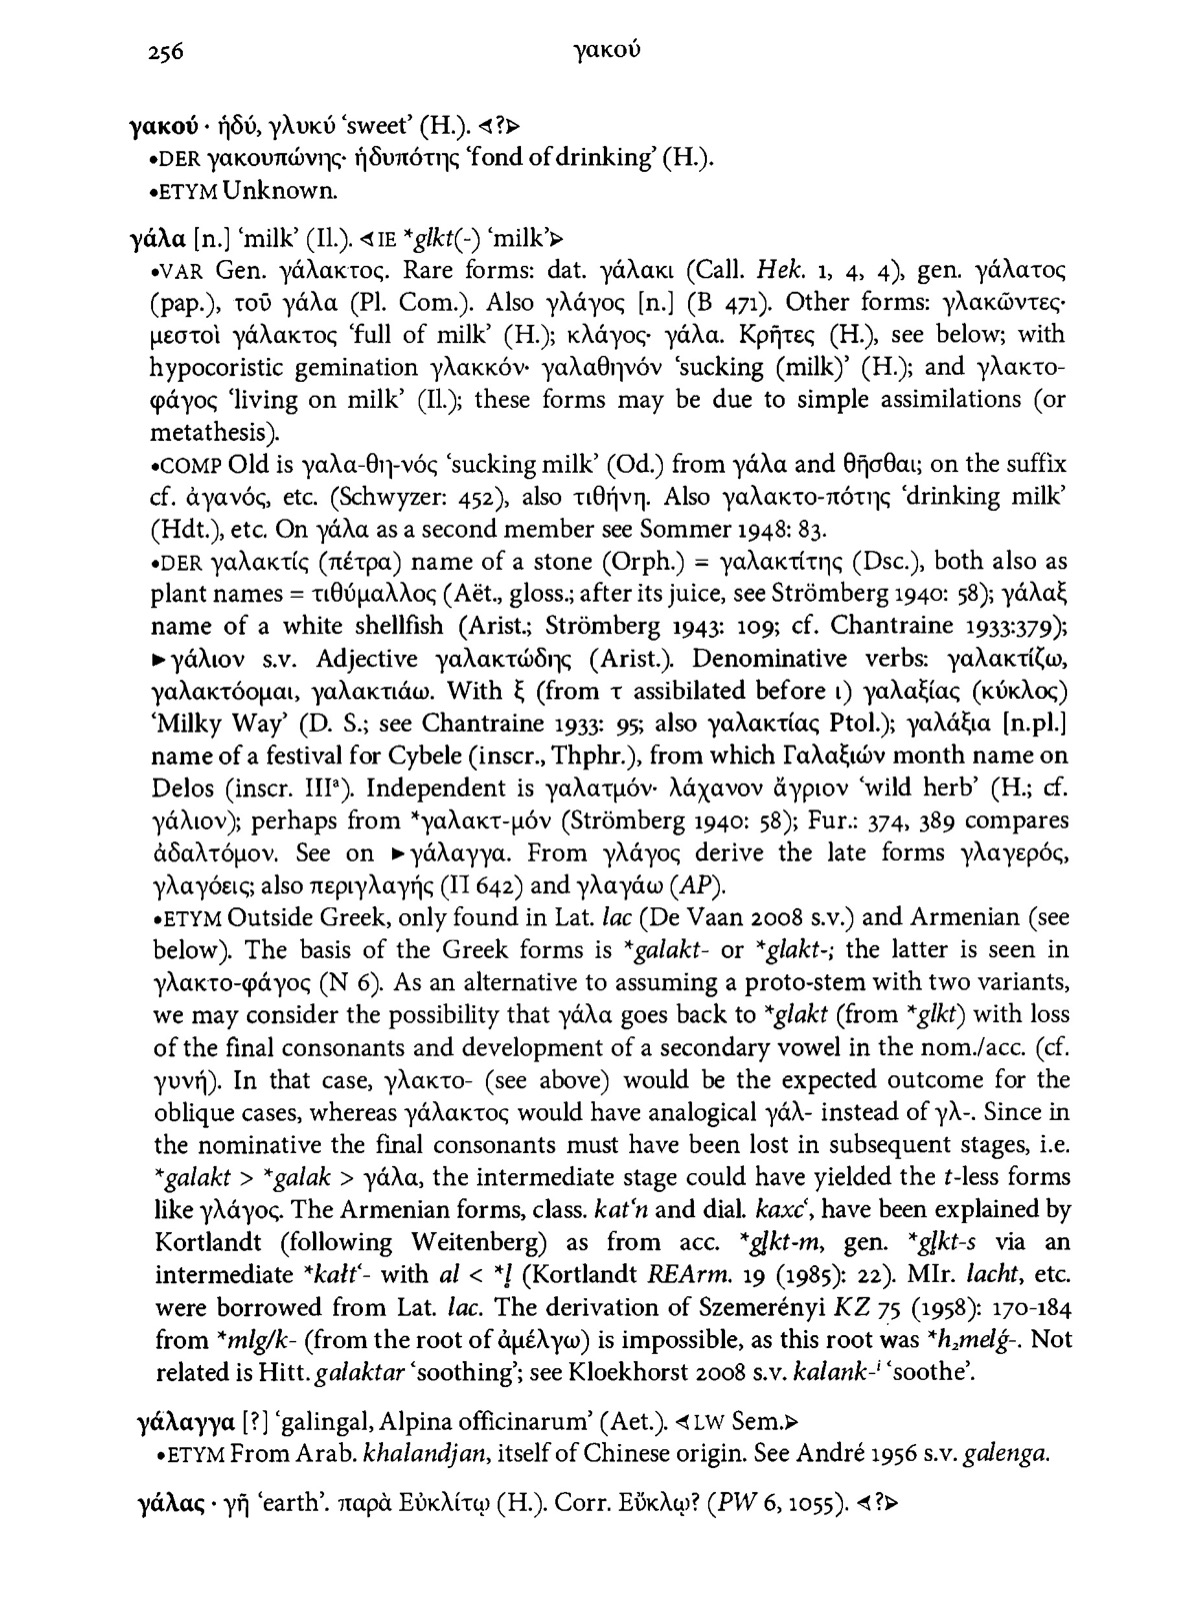 256
γακού
γακού · ἡδύ, γλυκύ ‘sweet’ (H.). ⋖?⋗
•DER γακουπώνης· ἡδυπότης ‘fond of drinking’ (H.).
•ETYM Unknown.
γάλα [n.] ‘milk’ (Il.). ⋖IE *glkt(-) ‘milk’⋗
•VAR Gen. γάλακτος. Rare forms: dat. γάλακι (Call. Hek. 1, 4, 4), gen. γάλατος
(pap.), τοῦ γάλα (Pl. Com.). Also γλάγος [n.] (B 471). Other forms: γλακῶντες·
μεστοὶ γάλακτος ‘full of milk’ (H.); κλάγος· γάλα. Κρῆτες (H.), see below; with
hypocoristic gemination γλακκόν· γαλαθηνόν ‘sucking (milk)’ (H.); and γλακτο-
φάγος ‘living on milk’ (Il.); these forms may be due to simple assimilations (or
metathesis).
•COMP Old is γαλα-θη-νός ‘sucking milk’ (Od.) from γάλα and θῆσθαι; on the suffix
cf. ἀγανός, etc. (Schwyzer: 452), also τιθήνη. Also γαλακτο-πότης ‘drinking milk’
(Hdt.), etc. On γάλα as a second member see Sommer 1948: 83.
•DER γαλακτίς (πέτρα) name of a stone (Orph.) = γαλακτίτης (Dsc.), both also as
plant names = τιθύμαλλος (Aët., gloss.; after its juice, see Strömberg 1940: 58); γάλαξ
name of a white shellfish (Arist.; Strömberg 1943: 109; cf. Chantraine 1933:379);
►γάλιον s.v. Adjective γαλακτώδης (Arist.). Denominative verbs: γαλακτίζω,
γαλακτόομαι, γαλακτιάω. With ξ (from τ assibilated before ι) γαλαξίας (κύκλος)
‘Milky Way’ (D. S.; see Chantraine 1933: 95; also γαλακτίας Ptol.); γαλάξια [n.pl.]
name of a festival for Cybele (inscr., Thphr.), from which Γαλαξιών month name on
Delos (inscr. IIIᵃ). Independent is γαλατμόν· λάχανον ἄγριον ‘wild herb’ (H.; cf.
γάλιον); perhaps from *γαλακτ-μόν (Strömberg 1940: 58); Fur.: 374, 389 compares
ἀδαλτόμον. See on ►γάλαγγα. From γλάγος derive the late forms γλαγερός,
γλαγόεις; also περιγλαγής (Π 642) and γλαγάω (AP).
•ETYM Outside Greek, only found in Lat. lac (De Vaan 2008 s.v.) and Armenian (see
below). The basis of the Greek forms is *galakt- or *glakt-; the latter is seen in
γλακτο-φάγος (N 6). As an alternative to assuming a proto-stem with two variants,
we may consider the possibility that γάλα goes back to *glakt (from *glkt) with loss
of the final consonants and development of a secondary vowel in the nom./acc. (cf.
γυνή). In that case, γλακτο- (see above) would be the expected outcome for the
oblique cases, whereas γάλακτος would have analogical γάλ- instead of γλ-. Since in
the nominative the final consonants must have been lost in subsequent stages, i.e.
*galakt > *galak > γάλα, the intermediate stage could have yielded the t-less forms
like γλάγος. The Armenian forms, class. katʿn and dial. kaxcʿ, have been explained by
Kortlandt (following Weitenberg) as from acc. *gl̥kt-m, gen. *gl̥kt-s via an
intermediate *kałtʿ- with al < *l̥ (Kortlandt REArm. 19 (1985): 22). MIr. lacht, etc.
were borrowed from Lat. lac. The derivation of Szemerényi KZ 75 (1958): 170-184
from *mlg/k- (from the root of ἀμέλγω) is impossible, as this root was *h₂melǵ-. Not
related is Hitt. galaktar ‘soothing’; see Kloekhorst 2008 s.v. kalank-ⁱ ‘soothe’.
γάλαγγα [?] ‘galingal, Alpina officinarum’ (Aet.). ⋖LW Sem.⋗
•ETYM From Arab. khalandjan, itself of Chinese origin. See André 1956 s.v. galenga.
γάλας · γῆ ‘earth’. παρὰ Εὐκλίτῳ (H.). Corr. Εὔκλῳ? (PW 6, 1055). ⋖?⋗